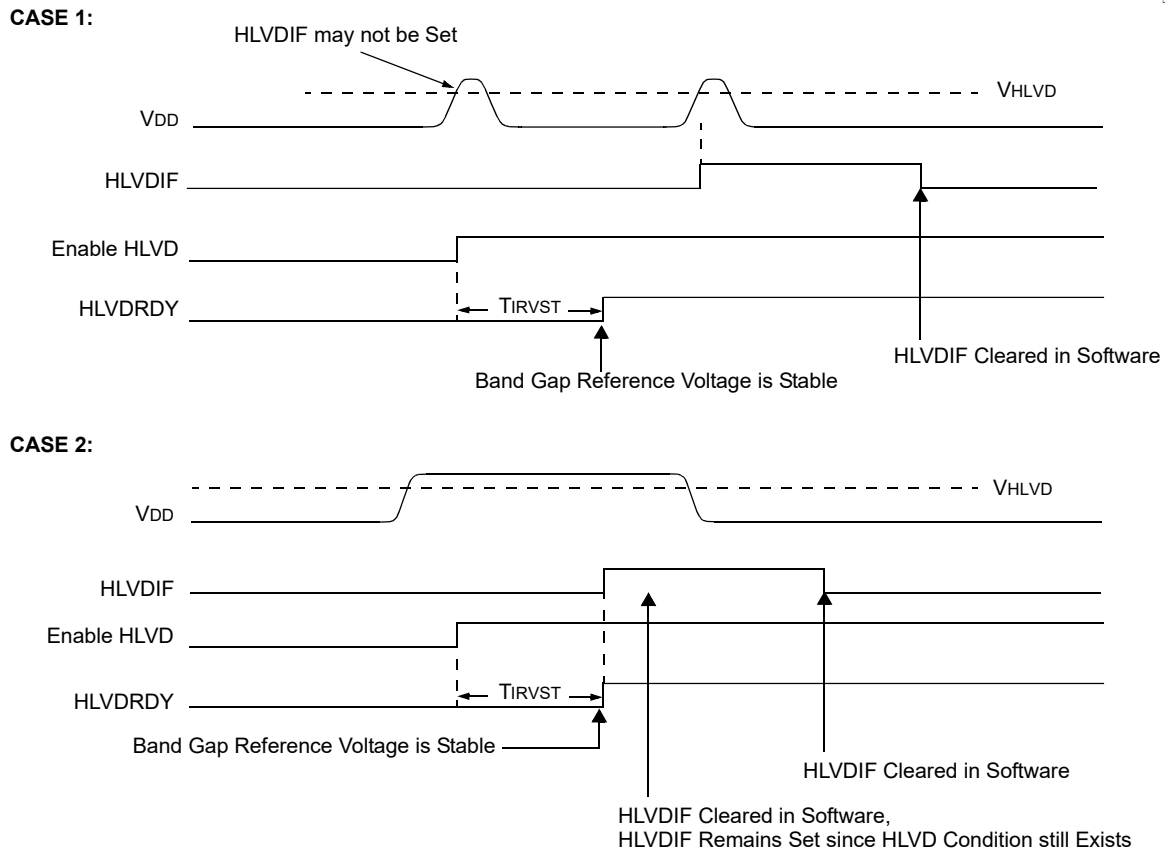 CASE 1:
HLVDIF may not be Set
VHLVD
VDD
HLVDIF
Enable HLVD
HLVDRDY
TIRVST
HLVDIF Cleared in Software
Band Gap Reference Voltage is Stable
CASE 2:
VHLVD
VDD
HLVDIF
Enable HLVD
HLVDRDY
TIRVST
Band Gap Reference Voltage is Stable
HLVDIF Cleared in Software
HLVDIF Cleared in Software,
HLVDIF Remains Set since HLVD Condition still Exists